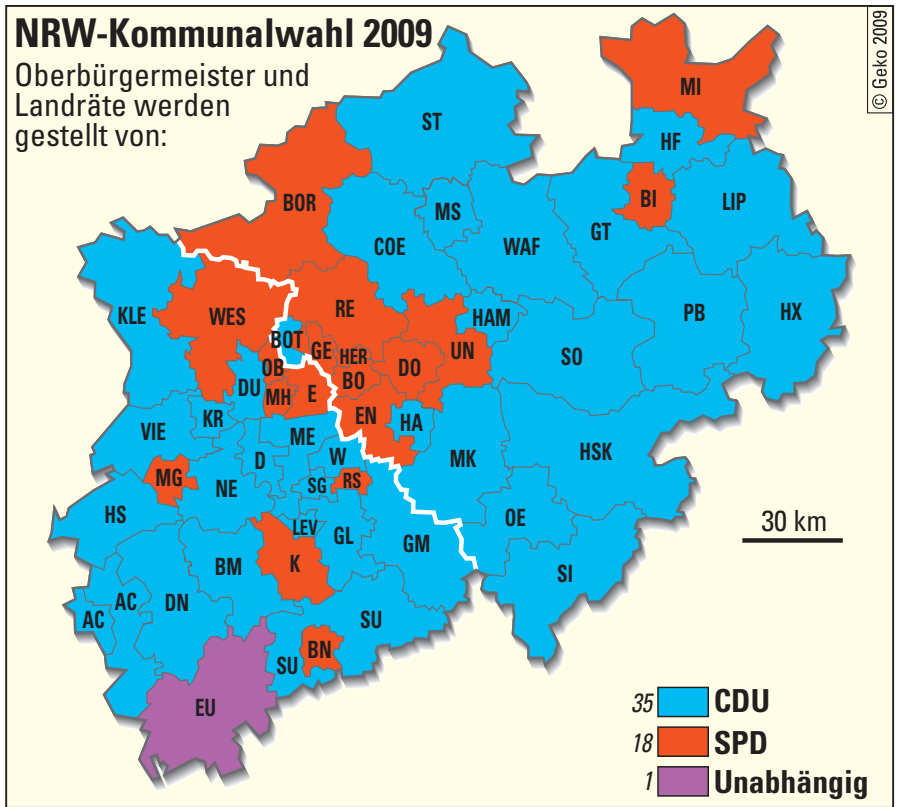 NRW-Kommunalwahl 2009
Oberbürgermeister und
Landräte werden
gestellt von:
© Geko 2009
MI
ST
HF
BI
LIP
BOR
MS
GT
COE
WAF
KLE
WES
RE
HAM
PB
HX
BOT
GE
HER
DO
UN
SO
OB
DU
MH
E
BO
EN
HA
KR
VIE
ME
D
W
MK
HSK
MG
NE
SG
RS
HS
LEV
GL
OE
30 km
BM
K
GM
SI
AC
AC
DN
SU
BN
SU
EU
35 CDU
18 SPD
1 Unabhängig